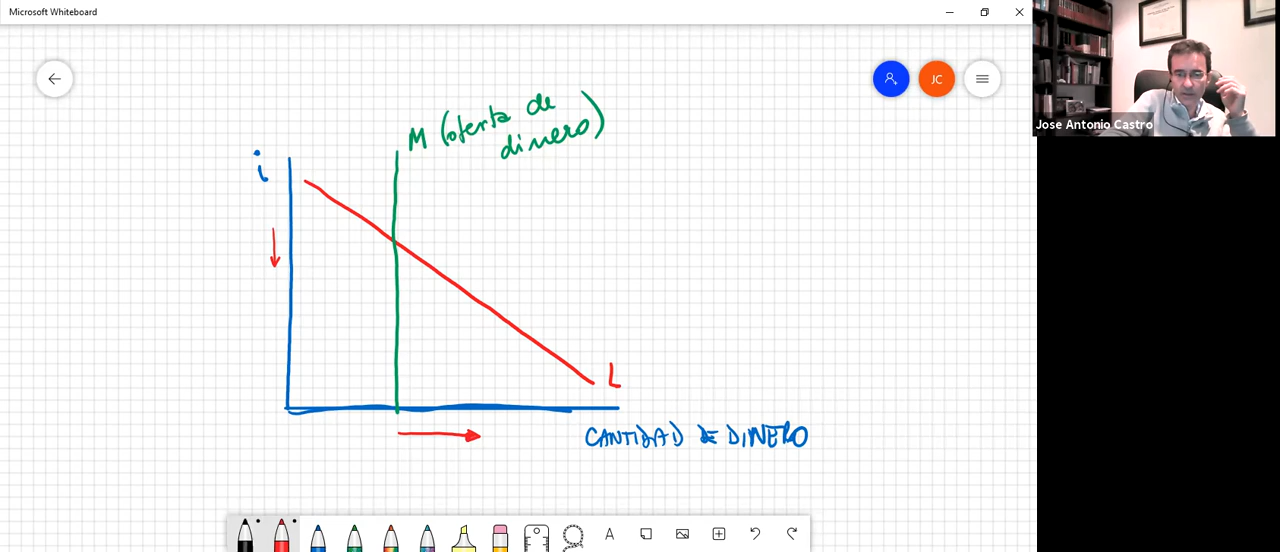 Microsoft Whiteboard
JC
Jose Antonio Castro
M (oferta de
dinero)
i
L
CANTIDAD DE DINERO
A